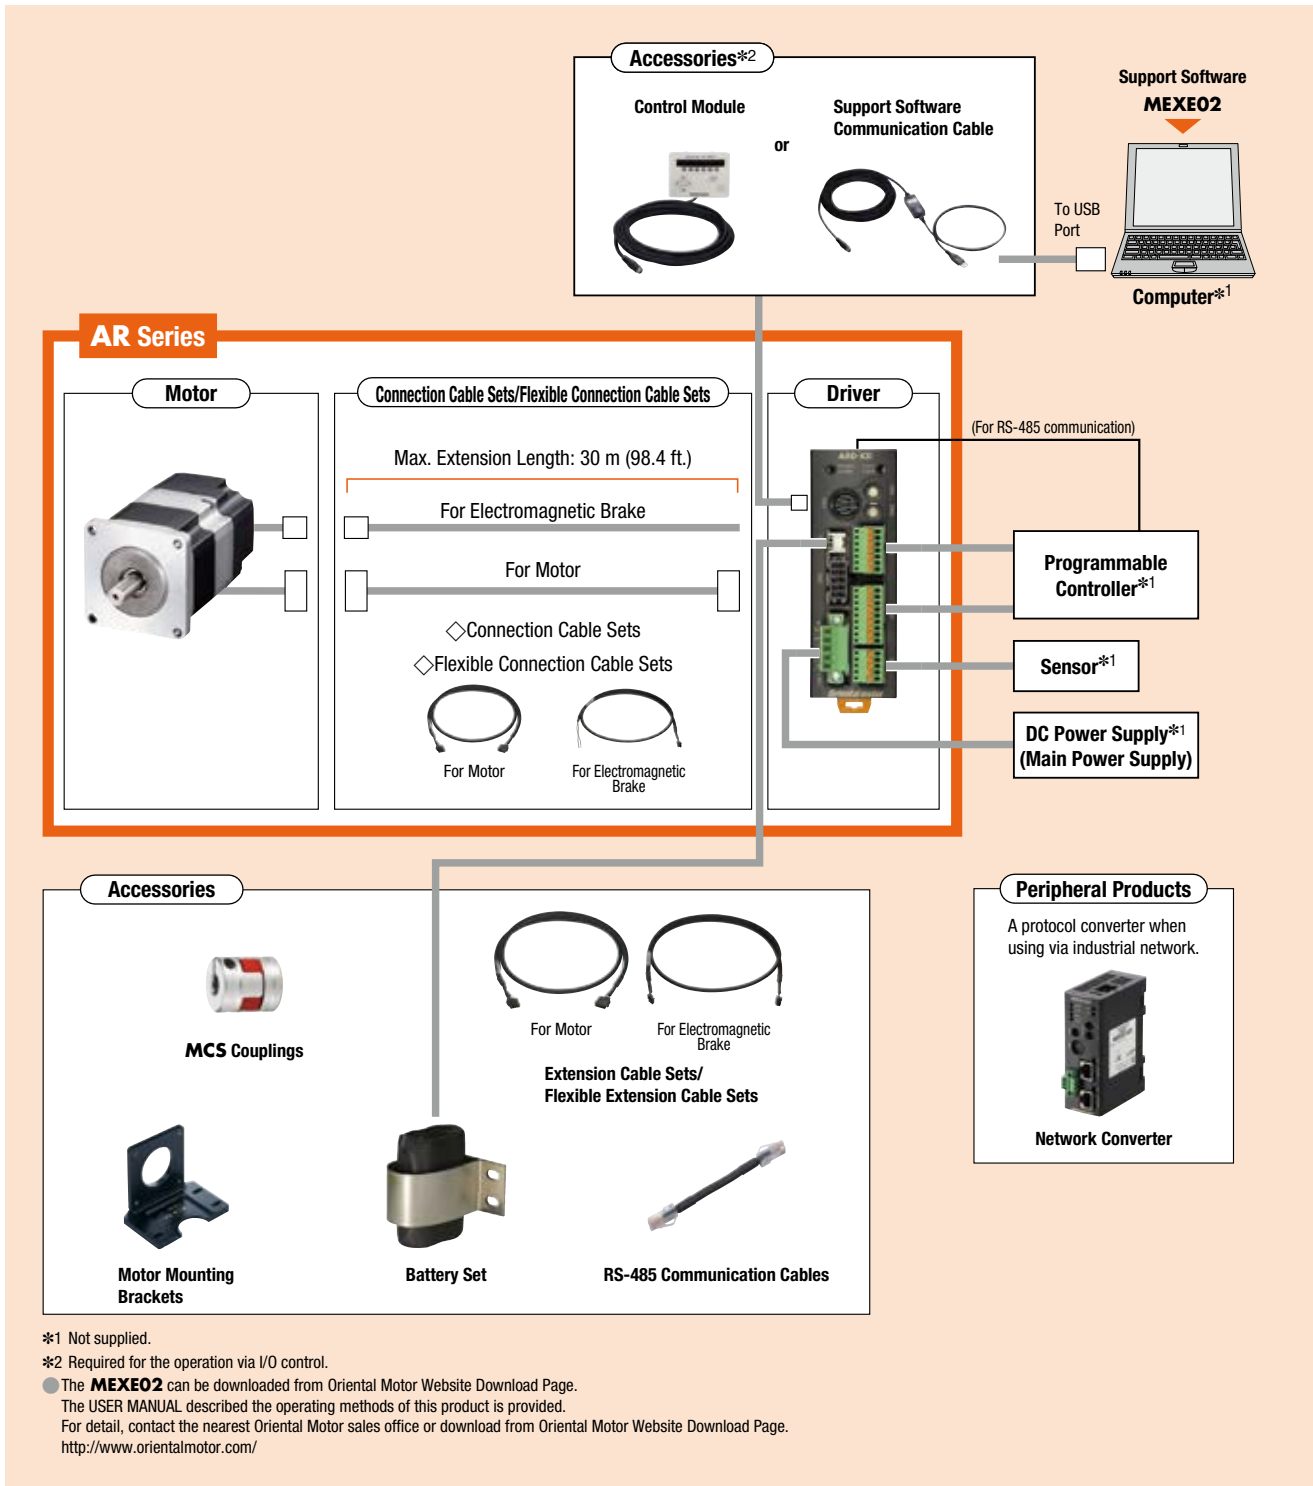 Accessories✽2
Control Module
or
Support Software
Communication Cable
Support Software
MEXE02
To USB
Port
Computer✽1
AR Series
Motor
Connection Cable Sets/Flexible Connection Cable Sets
Driver
(For RS-485 communication)
Max. Extension Length: 30 m (98.4 ft.)
For Electromagnetic Brake
For Motor
◇Connection Cable Sets
◇Flexible Connection Cable Sets
For Motor
For Electromagnetic
Brake
Programmable
Controller✽1
Sensor✽1
DC Power Supply✽1
(Main Power Supply)
Accessories
MCS Couplings
For Motor
For Electromagnetic
Brake
Extension Cable Sets/
Flexible Extension Cable Sets
Motor Mounting
Brackets
Battery Set
RS-485 Communication Cables
Peripheral Products
A protocol converter when
using via industrial network.
Network Converter
✽1 Not supplied.
✽2 Required for the operation via I/O control.
●The MEXE02 can be downloaded from Oriental Motor Website Download Page.
The USER MANUAL described the operating methods of this product is provided.
For detail, contact the nearest Oriental Motor sales office or download from Oriental Motor Website Download Page.
http://www.orientalmotor.com/